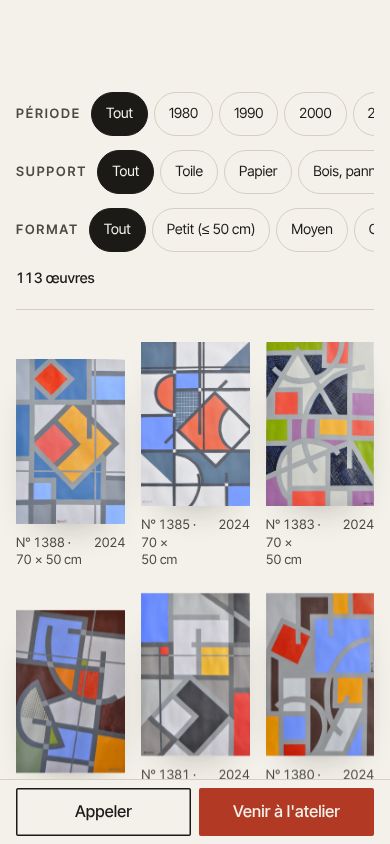 PÉRIODE Tout 1980 1990 2000 2
SUPPORT Tout Toile Papier Bois, pann
FORMAT Tout Petit (≤ 50 cm) Moyen
113 œuvres
N° 1388 · 2024
70 × 50 cm
N° 1385 · 2024
70 ×
50 cm
N° 1383 · 2024
70 ×
50 cm
N° 1381 · 2024
N° 1380 · 2024
Appeler
Venir à l'atelier